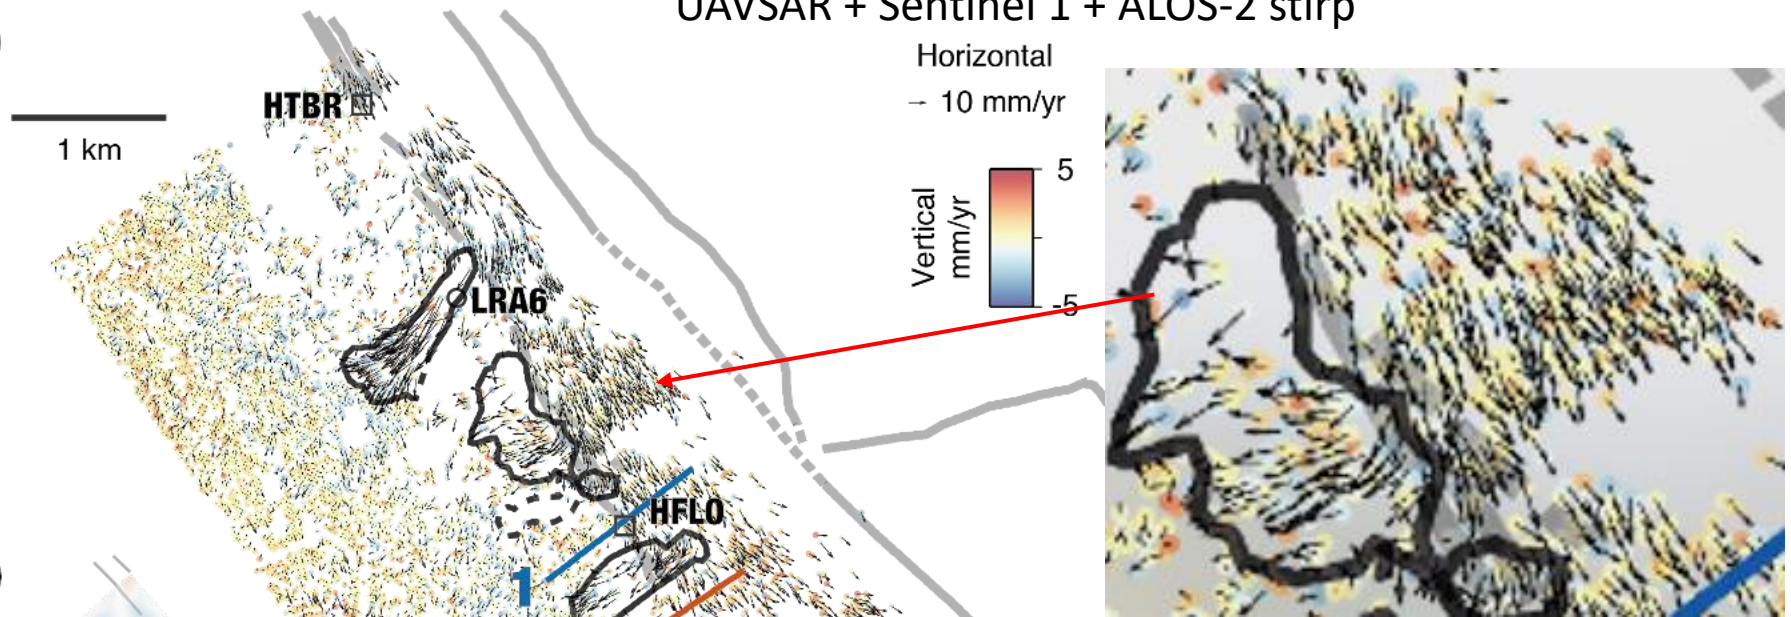 UAVSAR + Sentinel 1 + ALOS-2 stirp
Horizontal
→ 10 mm/yr
HTBR
1 km
5
Vertical
mm/yr
-5
LRA6
HFLO
1